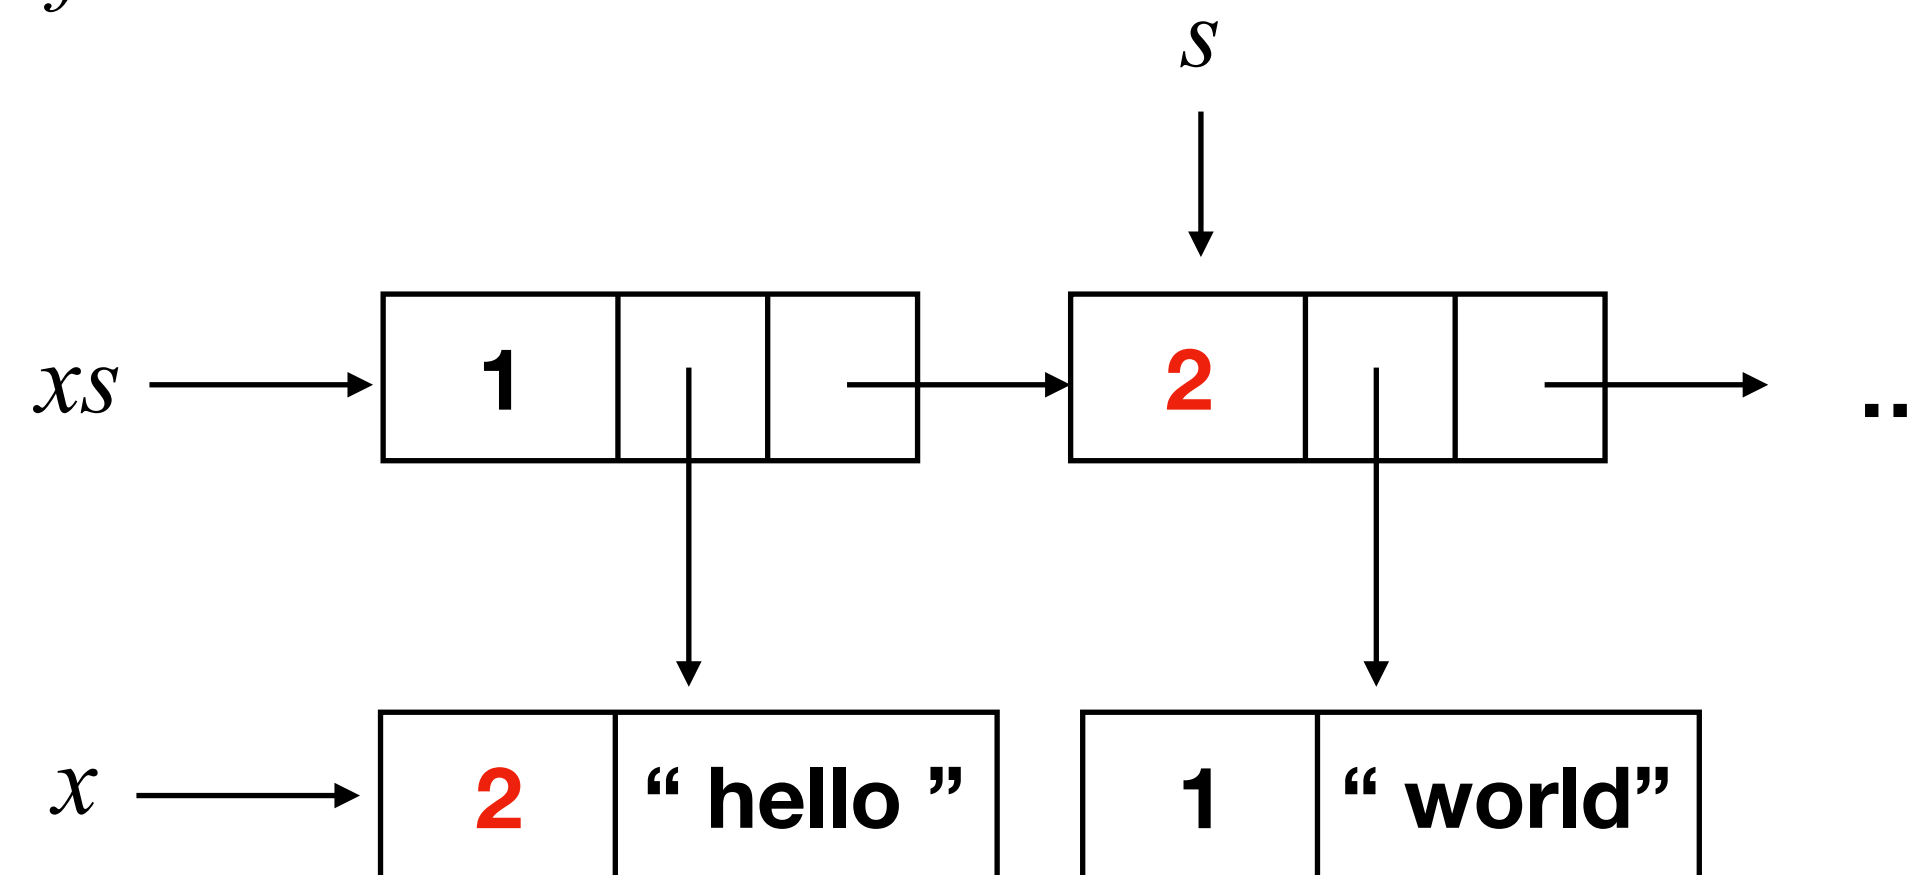 s
xs 1 2 ..
x 2 “ hello ” 1 “ world”